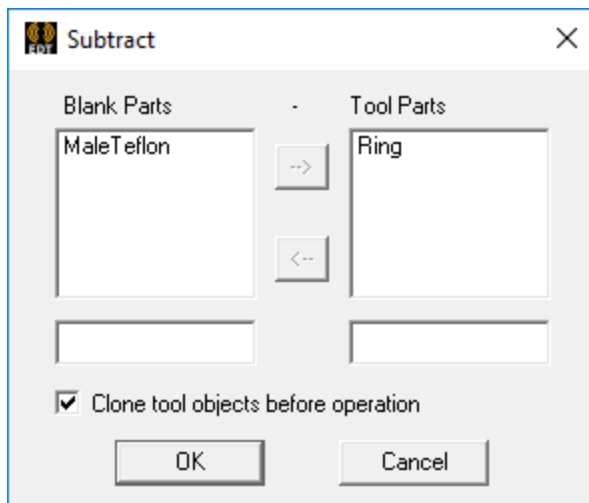 EDT Subtract
Blank Parts - Tool Parts
MaleTeflon Ring
-->
<--
Clone tool objects before operation
OK Cancel